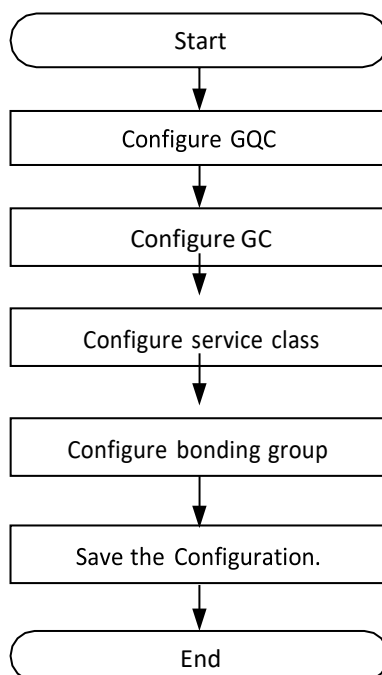 Start
Configure GQC
Configure GC
Configure service class
Configure bonding group
Save the Configuration.
End